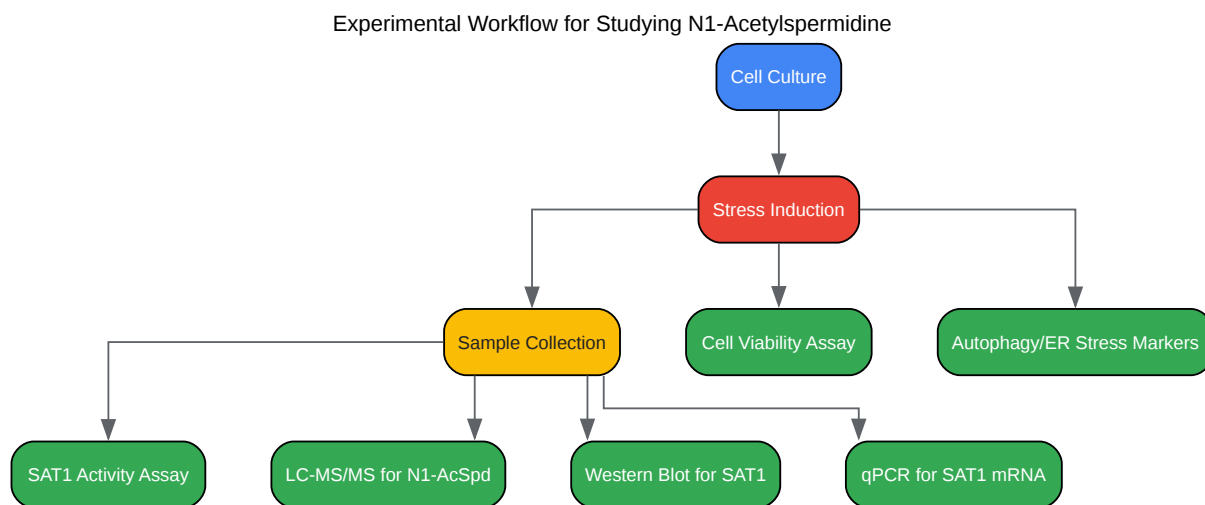 Experimental Workflow for Studying N1-Acetylspermidine
Cell Culture
Stress Induction
Sample Collection
Cell Viability Assay
Autophagy/ER Stress Markers
SAT1 Activity Assay
LC-MS/MS for N1-AcSpd
Western Blot for SAT1
qPCR for SAT1 mRNA